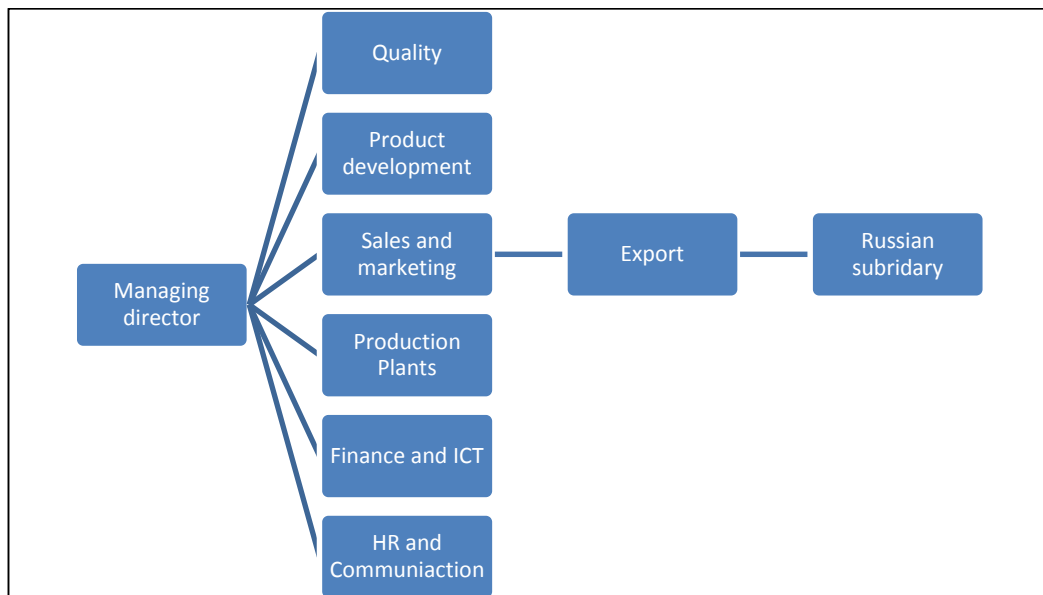 Quality
Product
development
Sales and
marketing
Export
Russian
subridary
Managing
director
Production
Plants
Finance and ICT
HR and
Communiaction